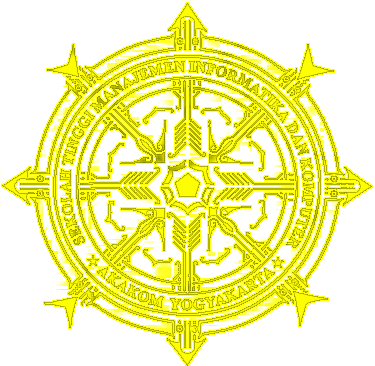 SEKOLAH TINGGI MANAJEMEN INFORMATIKA DAN KOMPUTER
AKAKOM YOGYAKARTA